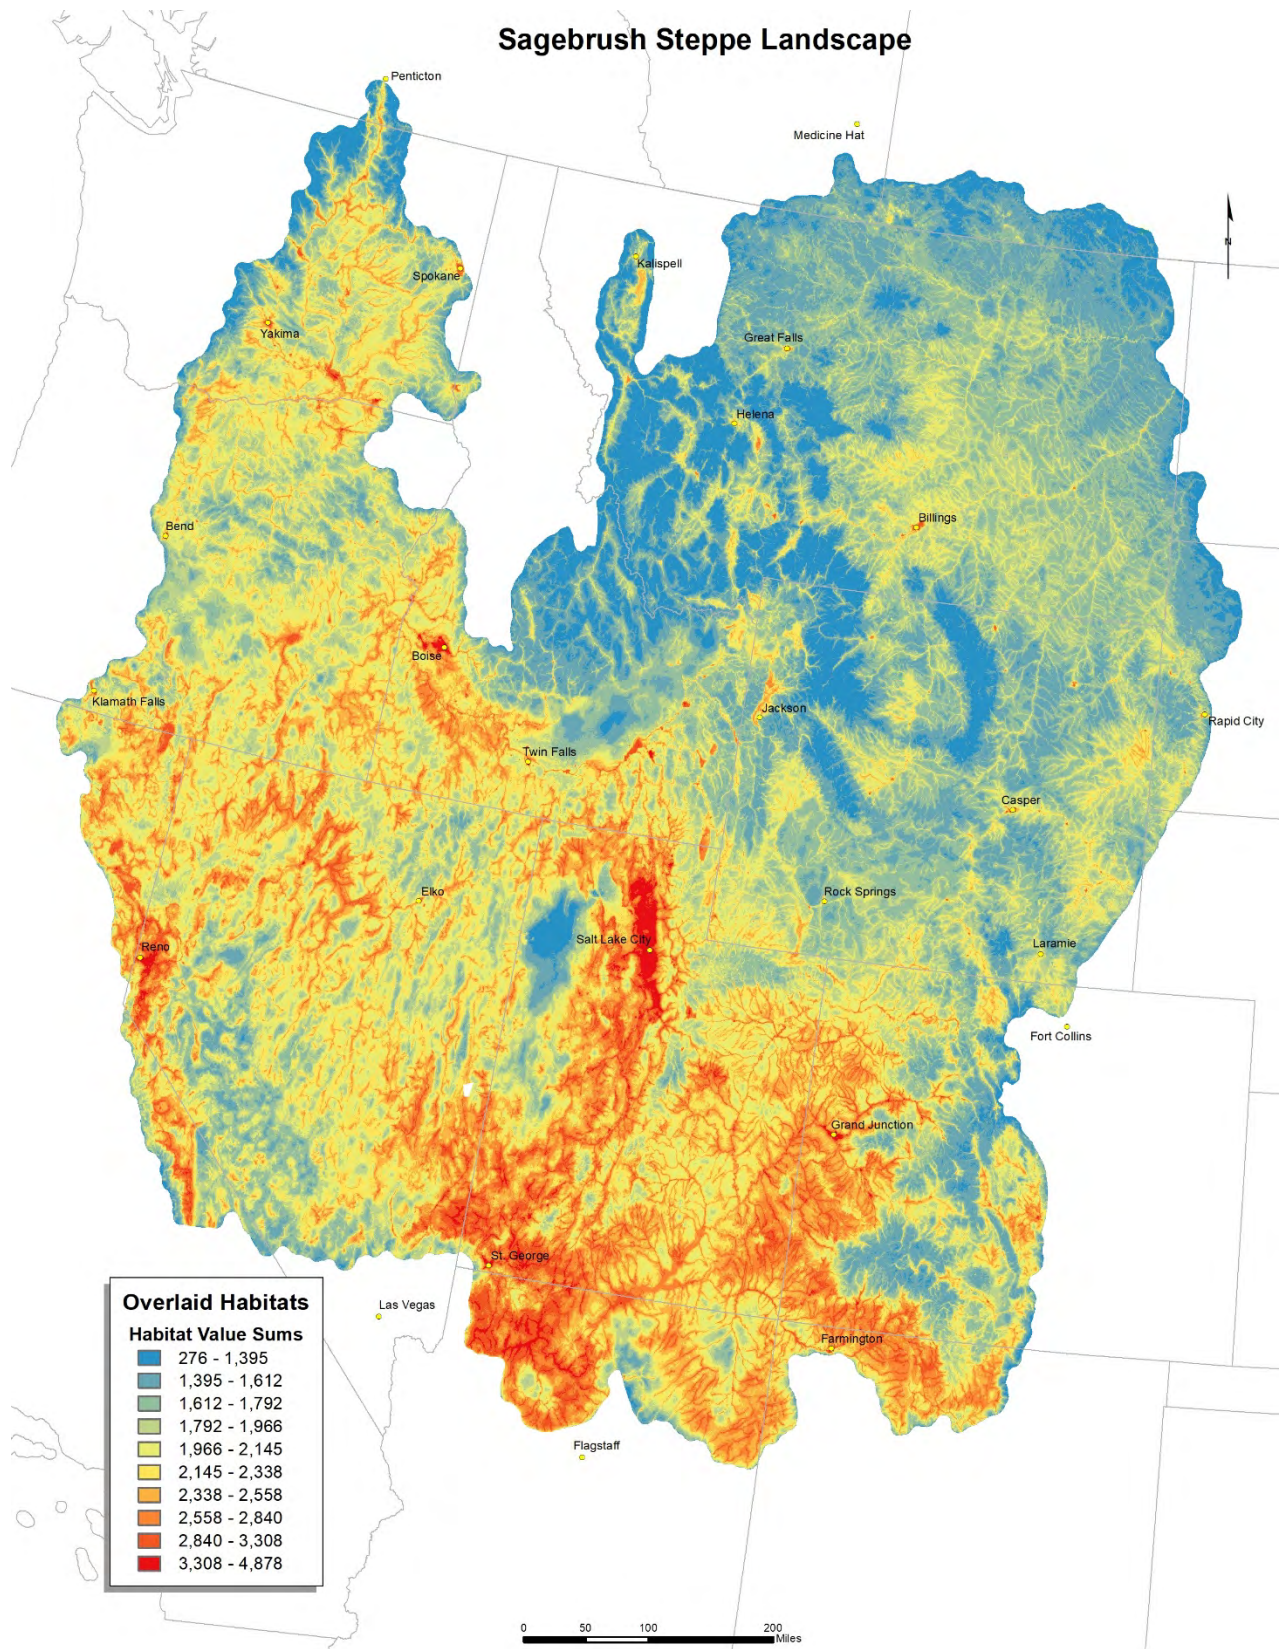 Sagebrush Steppe Landscape
Penticton
Medicine Hat
N
Kalispell
Spokane
Yakima
Great Falls
Helena
Billings
Bend
Boise
Klamath Falls
Jackson
Rapid City
Twin Falls
Casper
Elko
Rock Springs
Reno
Salt Lake City
Laramie
Fort Collins
Grand Junction
St. George
Las Vegas
Farmington
Flagstaff
Overlaid Habitats
Habitat Value Sums
276 - 1,395
1,395 - 1,612
1,612 - 1,792
1,792 - 1,966
1,966 - 2,145
2,145 - 2,338
2,338 - 2,558
2,558 - 2,840
2,840 - 3,308
3,308 - 4,878
0 50 100 200
Miles